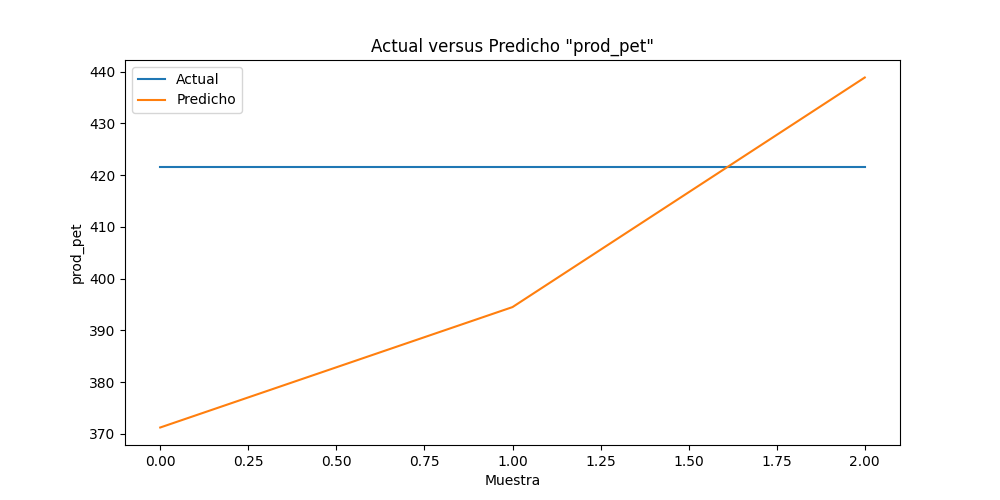 Actual versus Predicho "prod_pet"
Actual
Predicho
prod_pet
440
430
420
410
400
390
380
370
0.00 0.25 0.50 0.75 1.00 1.25 1.50 1.75 2.00
Muestra